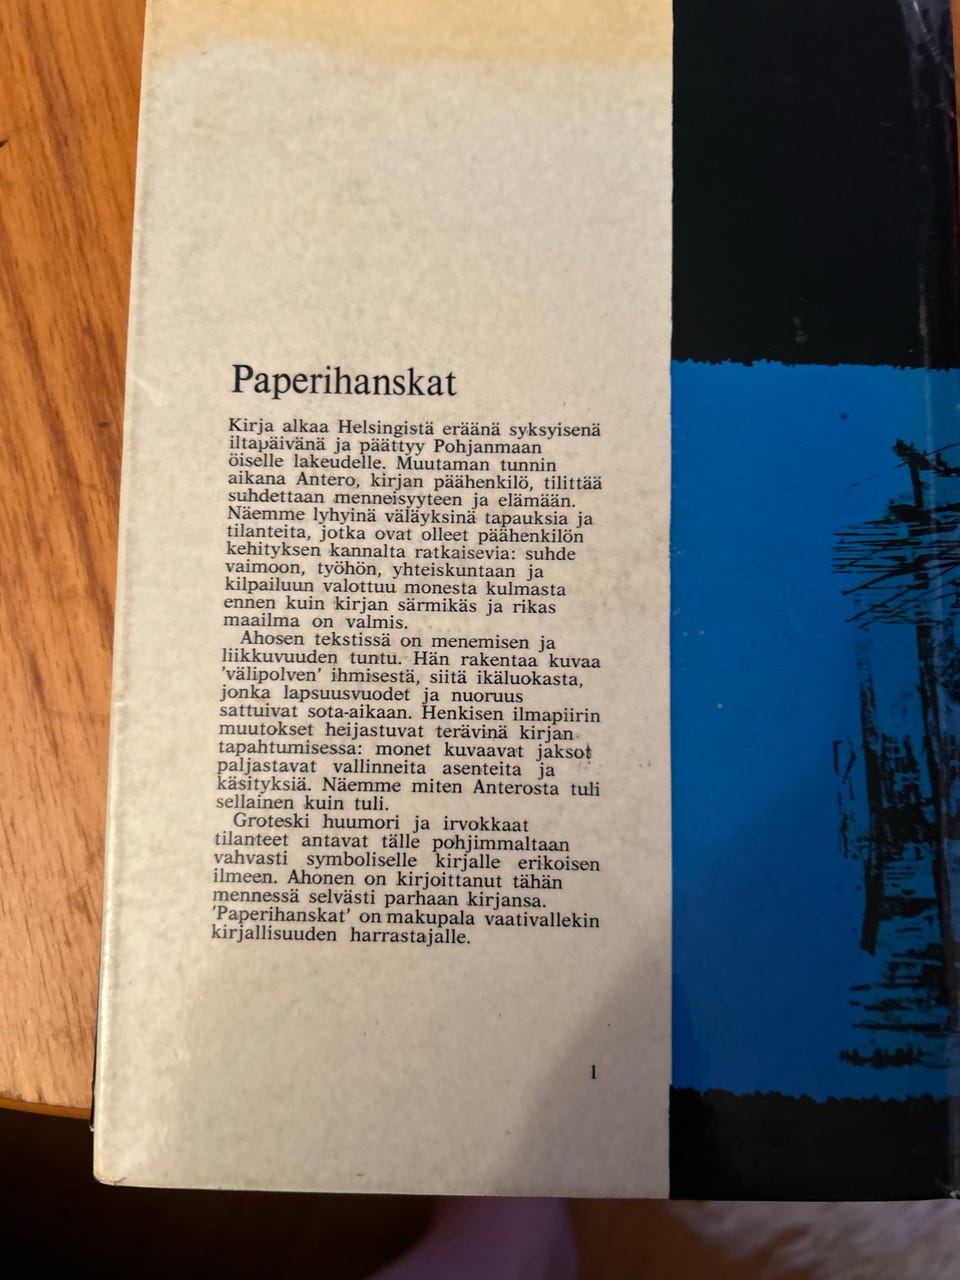 Paperihanskat
Kirja alkaa Helsingistä eräänä syksyisenä
iltapäivänä ja päättyy Pohjanmaan
öiselle lakeudelle. Muutaman tunnin
aikana Antero, kirjan päähenkilö, tilittää
suhdettaan menneisyyteen ja elämään.
Näemme lyhyinä väläyksinä tapauksia ja
tilanteita, jotka ovat olleet päähenkilön
kehityksen kannalta ratkaisevia: suhde
vaimoon, työhön, yhteiskuntaan ja
kilpailuun valottuu monesta kulmasta
ennen kuin kirjan särmikäs ja rikas
maailma on valmis.
Ahosen tekstissä on menemisen ja
liikkuvuuden tuntu. Hän rakentaa kuvaa
'välipolven' ihmisestä, siitä ikäluokasta,
jonka lapsuusvuodet ja nuoruus
sattuivat sota-aikaan. Henkisen ilmapiirin
muutokset heijastuvat terävinä kirjan
tapahtumisessa: monet kuvaavat jaksot
paljastavat vallinneita asenteita ja
käsityksiä. Näemme miten Anterosta tuli
sellainen kuin tuli.
Groteski huumori ja irvokkaat
tilanteet antavat tälle pohjimmaltaan
vahvasti symboliselle kirjalle erikoisen
ilmeen. Ahonen on kirjoittanut tähän
mennessä selvästi parhaan kirjansa.
'Paperihanskat' on makupala vaativallekin
kirjallisuuden harrastajalle.
1